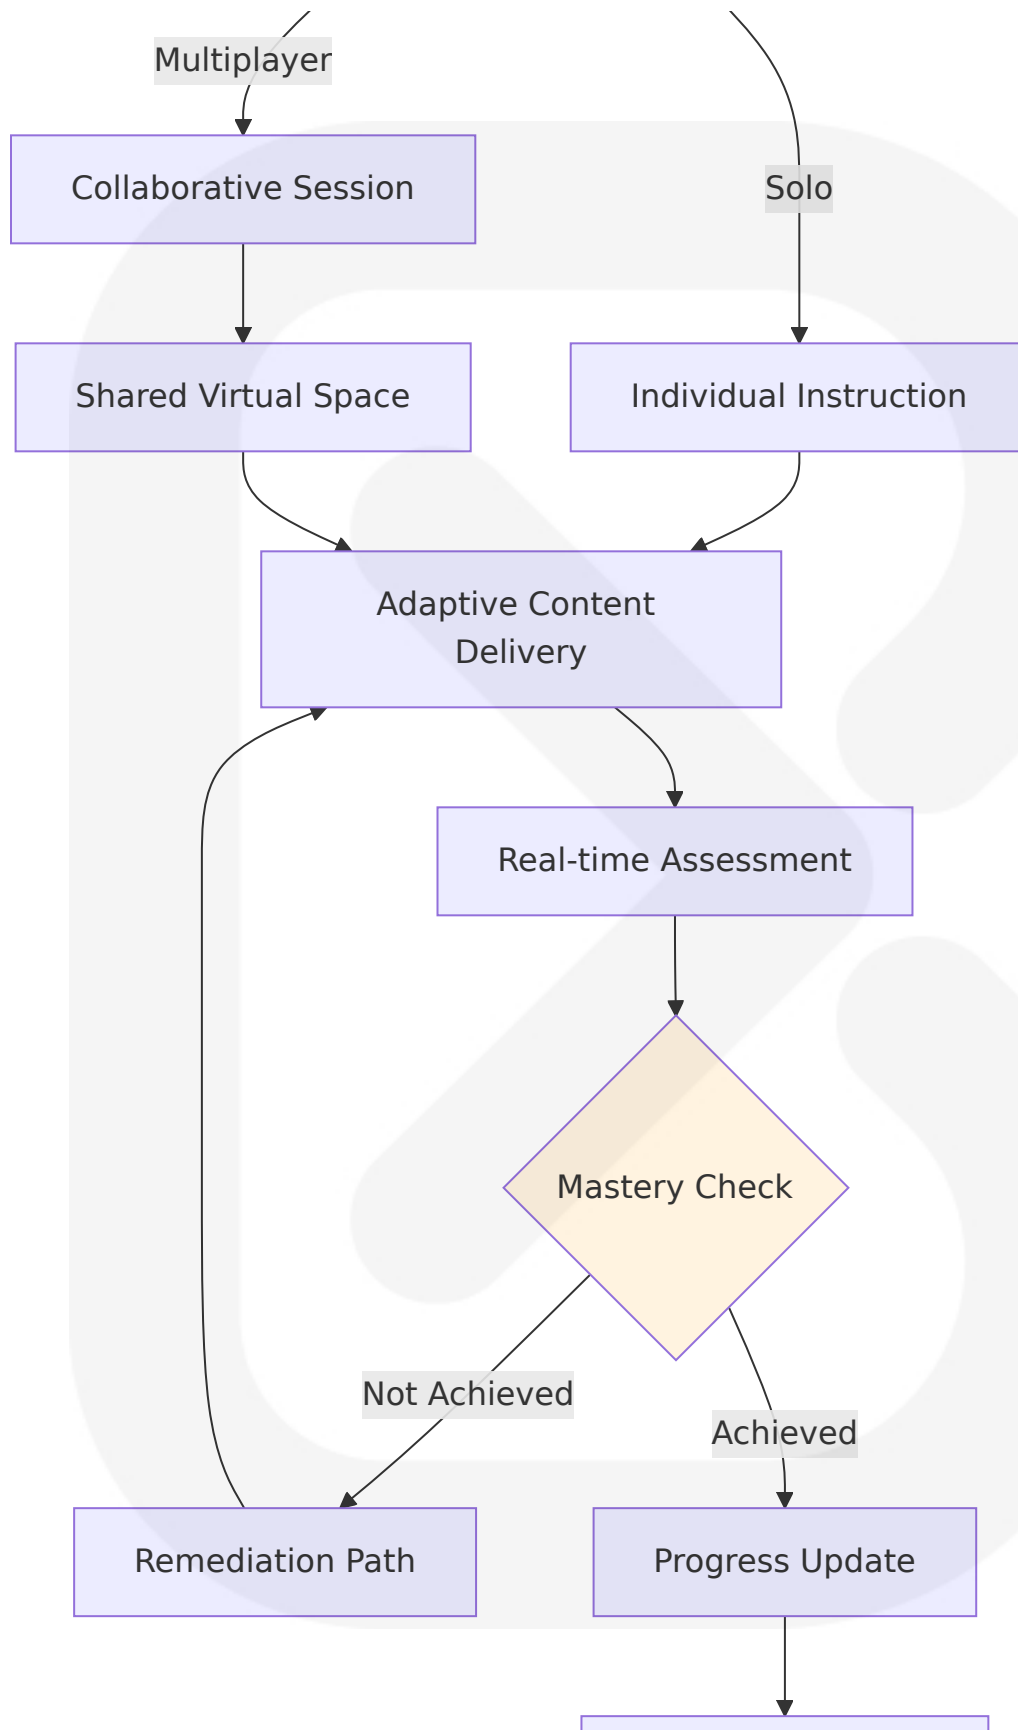 Multiplayer
Collaborative Session
Solo
Shared Virtual Space
Individual Instruction
Adaptive Content
Delivery
Real-time Assessment
Mastery Check
Not Achieved
Achieved
Remediation Path
Progress Update